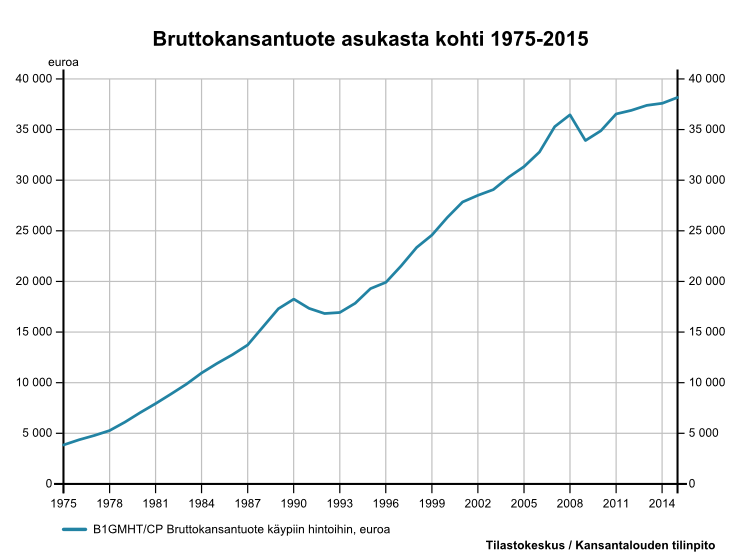 Bruttokansantuote asukasta kohti 1975-2015
euroa
40 000 40 000
35 000 35 000
30 000 30 000
25 000 25 000
20 000 20 000
15 000 15 000
10 000 10 000
5 000 5 000
0 0
1975 1978 1981 1984 1987 1990 1993 1996 1999 2002 2005 2008 2011 2014
B1GMHT/CP Bruttokansantuote käypiin hintoihin, euroa
Tilastokeskus / Kansantalouden tilinpito